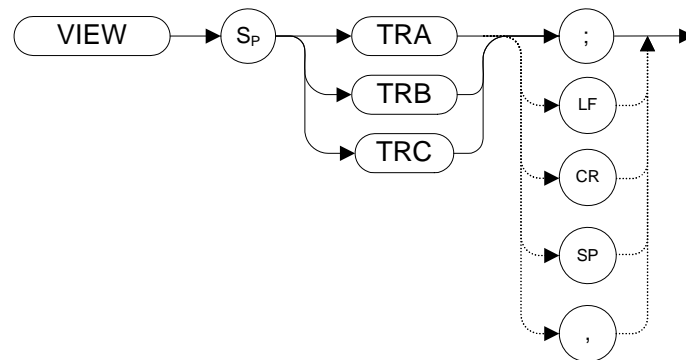 VIEW SP TRA ;
TRB LF
TRC CR
SP
,